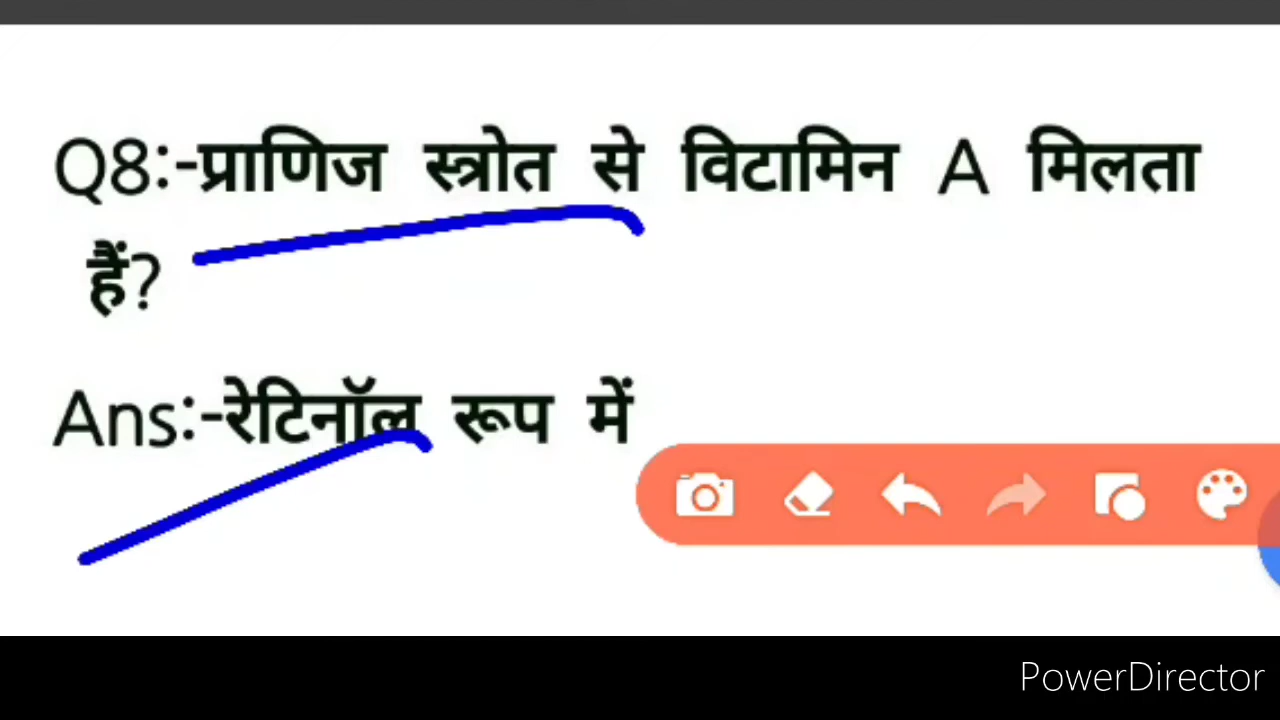 Q8:-प्राणिज स्त्रोत से विटामिन A मिलता
हैं?
Ans:-रेटिनॉल रूप में
PowerDirector